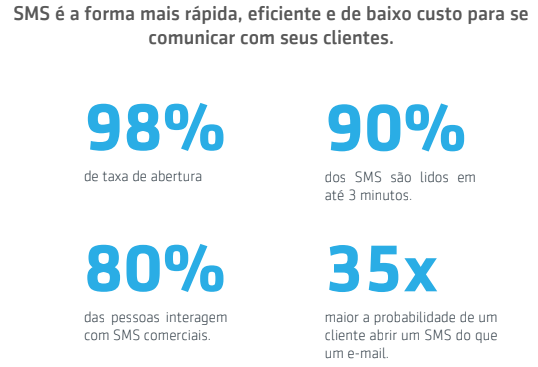 SMS é a forma mais rápida, eficiente e de baixo custo para se
comunicar com seus clientes.
98%
de taxa de abertura
90%
dos SMS são lidos em
até 3 minutos.
80%
das pessoas interagem
com SMS comerciais.
35x
maior a probabilidade de um
cliente abrir um SMS do que
um e-mail.